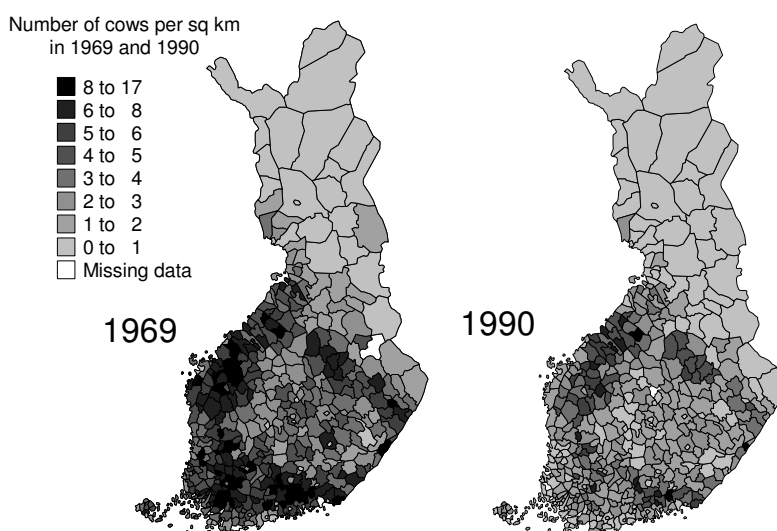 Number of cows per sq km
in 1969 and 1990
8 to 17
6 to 8
5 to 6
4 to 5
3 to 4
2 to 3
1 to 2
0 to 1
Missing data
1969
1990